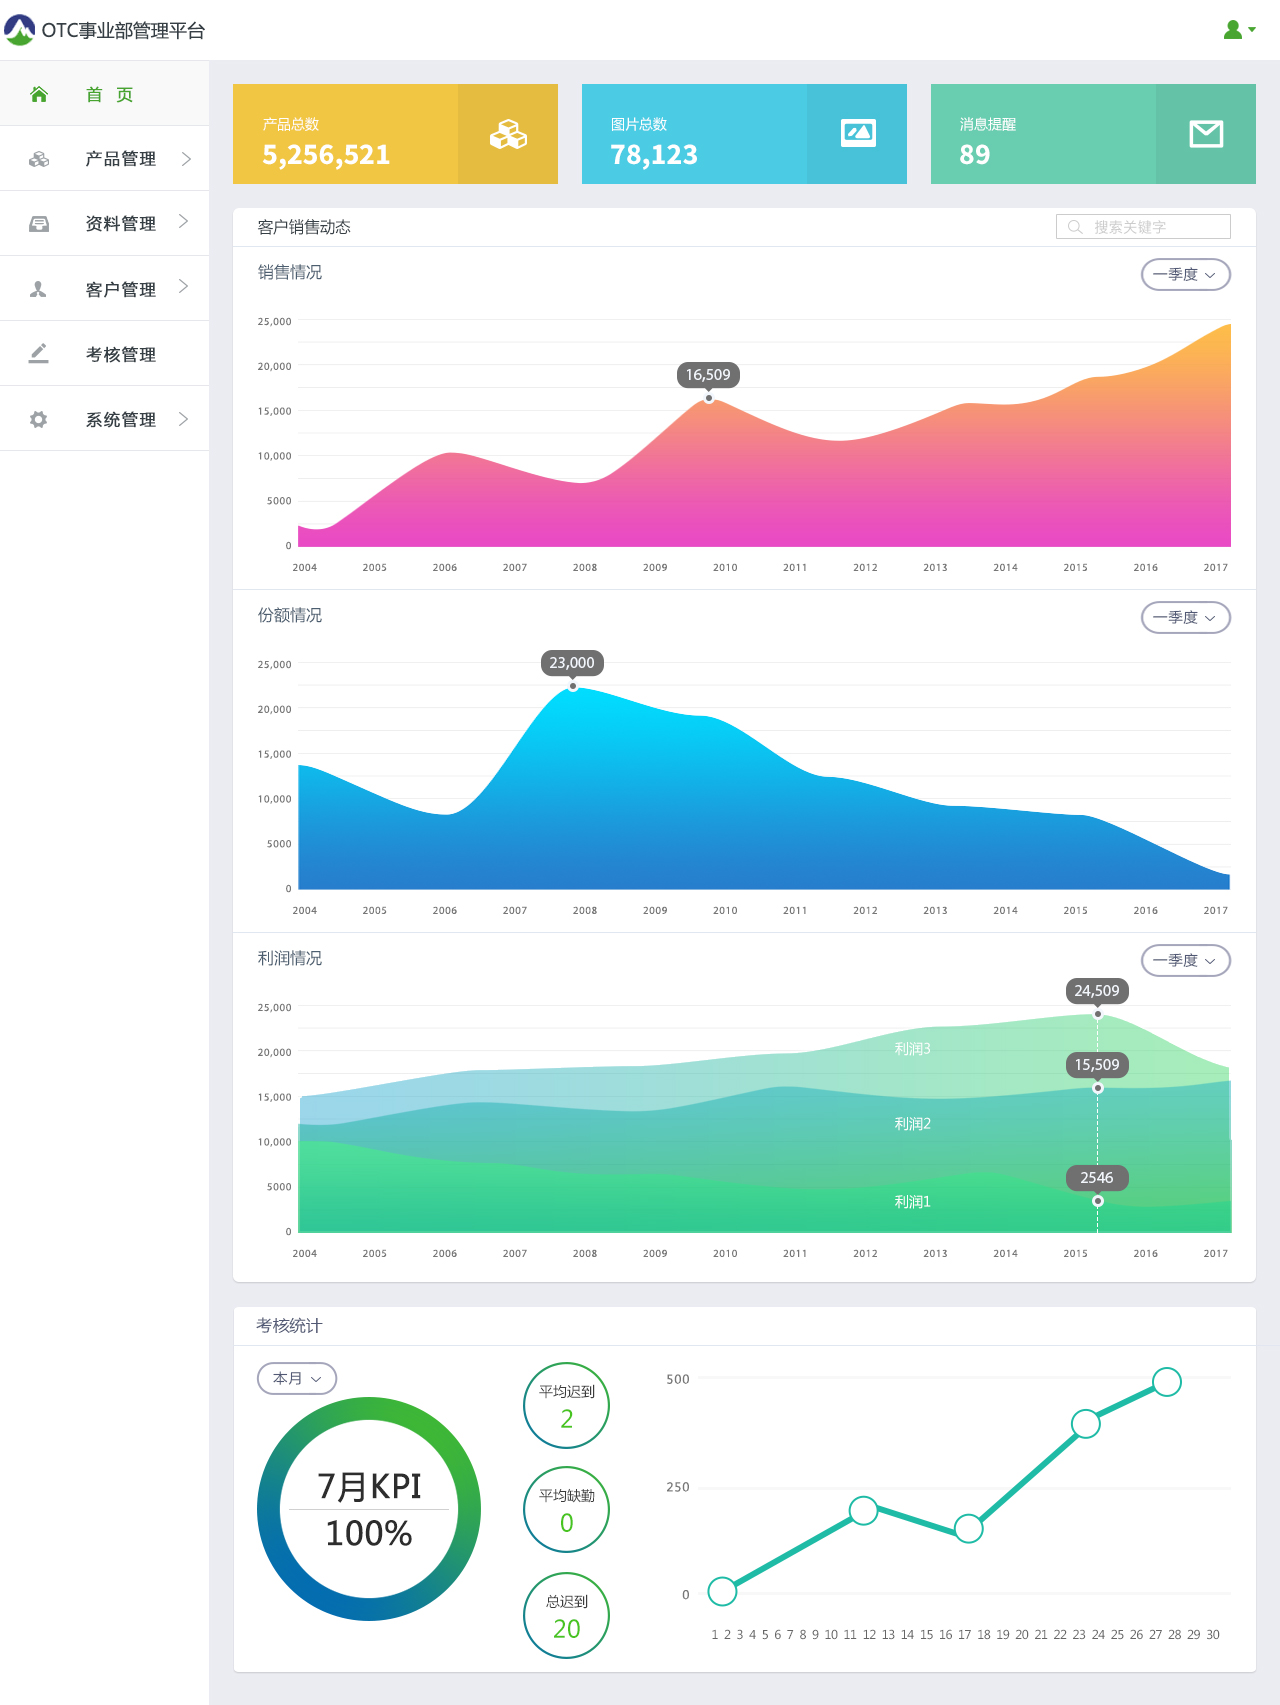 OTC事业部管理平台
首 页
产品管理
资料管理
客户管理
考核管理
系统管理
产品总数
5,256,521
图片总数
78,123
消息提醒
89
客户销售动态
搜索关键字
销售情况
一季度
25,000
20,000
15,000
10,000
5000
0
16,509
2004 2005 2006 2007 2008 2009 2010 2011 2012 2013 2014 2015 2016 2017
份额情况
一季度
25,000
20,000
15,000
10,000
5000
0
23,000
2004 2005 2006 2007 2008 2009 2010 2011 2012 2013 2014 2015 2016 2017
利润情况
一季度
25,000
20,000
15,000
10,000
5000
0
24,509
利润3
15,509
利润2
2546
利润1
2004 2005 2006 2007 2008 2009 2010 2011 2012 2013 2014 2015 2016 2017
考核统计
本月
7月KPI
100%
平均迟到
2
平均缺勤
0
总迟到
20
500
250
0
1 2 3 4 5 6 7 8 9 10 11 12 13 14 15 16 17 18 19 20 21 22 23 24 25 26 27 28 29 30